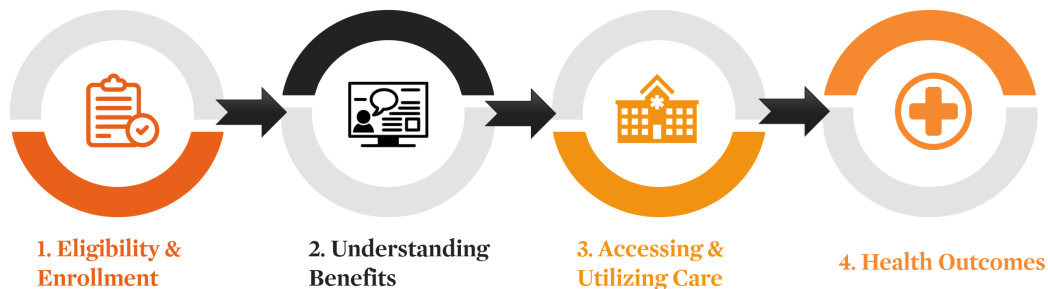 1. Eligibility &
Enrollment
2. Understanding
Benefits
3. Accessing &
Utilizing Care
4. Health Outcomes